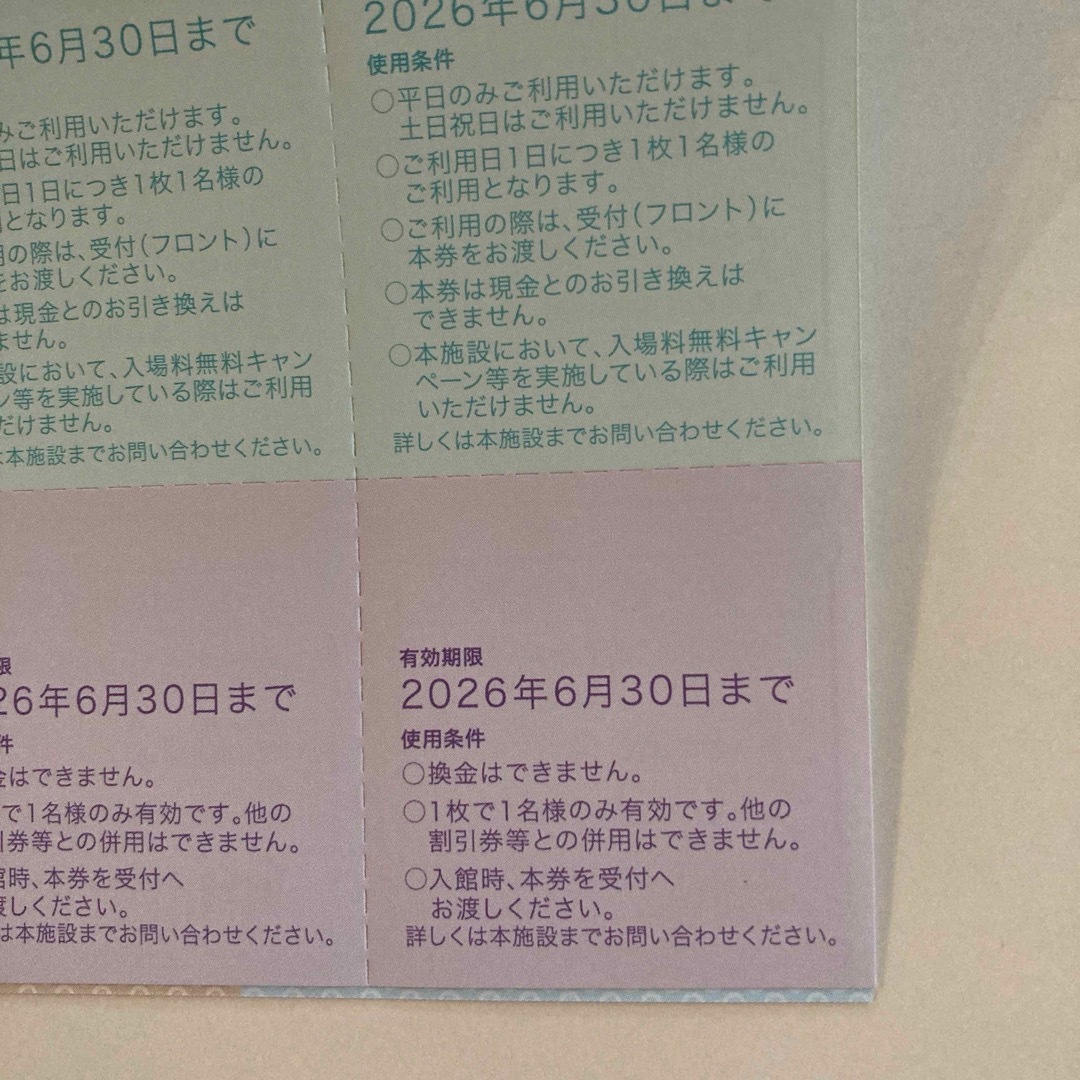 年6月30日まで
みご利用いただけます。
日はご利用いただけません。
日1日につき1枚1名様の
となります。
の際は、受付(フロント)に
をお渡しください。
は現金とのお引き換えは
ません。
設において、入場料無料キャン
ン等を実施している際はご利用
だけません。
は本施設までお問い合わせください。
2026年6月30日まで
使用条件
○平日のみご利用いただけます。
土日祝日はご利用いただけません。
○ご利用日1日につき1枚1名様の
ご利用となります。
○ご利用の際は、受付(フロント)に
本券をお渡しください。
○本券は現金とのお引き換えは
できません。
○本施設において、入場料無料キャン
ペーン等を実施している際はご利用
いただけません。
詳しくは本施設までお問い合わせください。
限
26年6月30日まで
件
金はできません。
で1名様のみ有効です。他の
引券等との併用はできません。
館時、本券を受付へ
渡しください。
は本施設までお問い合わせください。
有効期限
2026年6月30日まで
使用条件
○換金はできません。
○1枚で1名様のみ有効です。他の
割引券等との併用はできません。
○入館時、本券を受付へ
お渡しください。
詳しくは本施設までお問い合わせください。